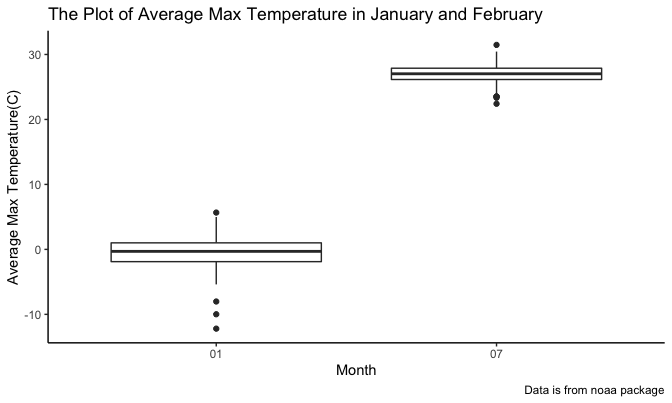 The Plot of Average Max Temperature in January and February
Average Max Temperature(C)
30
20
10
0
-10
01
07
Month
Data is from noaa package